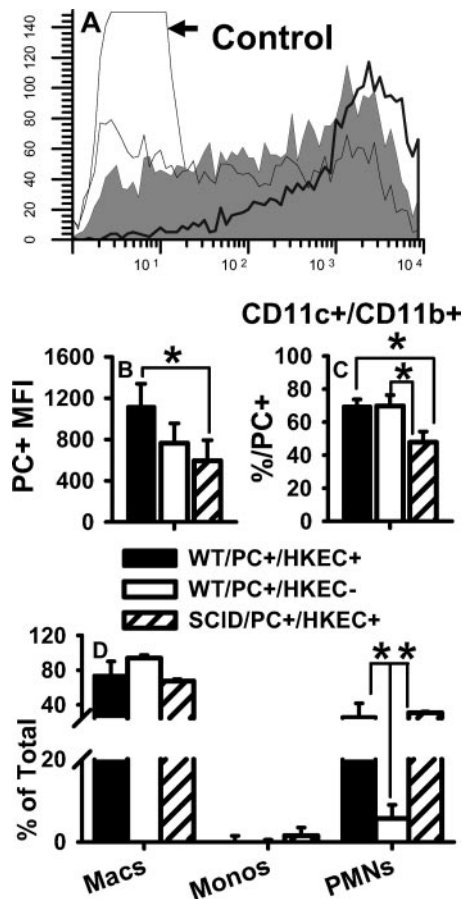 A
Control
140
120
100
80
60
40
20
0
10¹ 10² 10³ 10⁴
CD11c+/CD11b+
B
*
PC+ MFI
1600
1200
800
400
0
C
*
*
%/PC+
100
80
60
40
20
0
WT/PC+/HKEC+
WT/PC+/HKEC-
SCID/PC+/HKEC+
D
* *
% of Total
120
80
40
20
0
Macs Monos PMNs